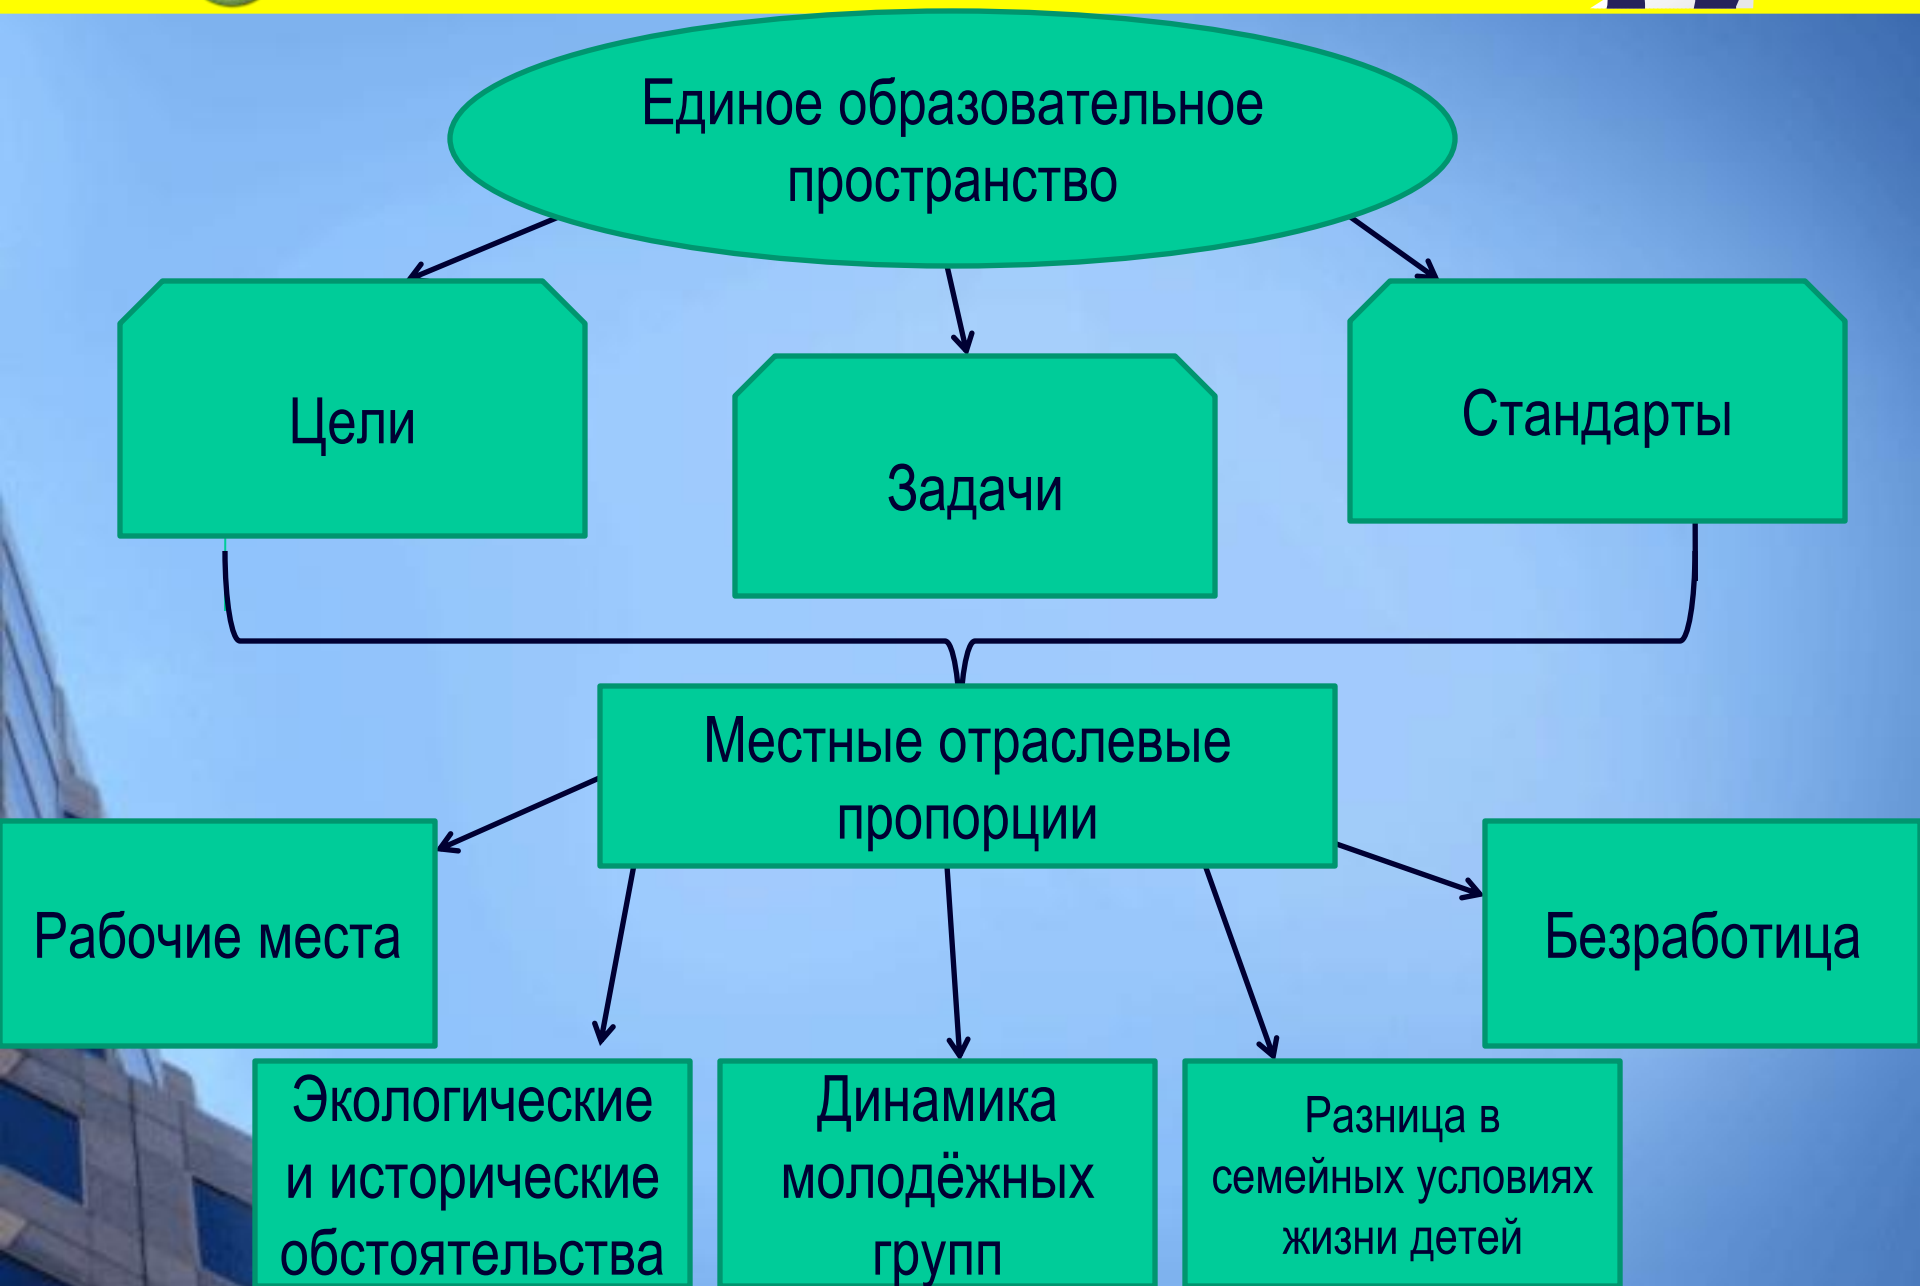 Единое образовательное
пространство
Цели
Задачи
Стандарты
Местные отраслевые
пропорции
Рабочие места
Безработица
Экологические
и исторические
обстоятельства
Динамика
молодёжных
групп
Разница в
семейных условиях
жизни детей